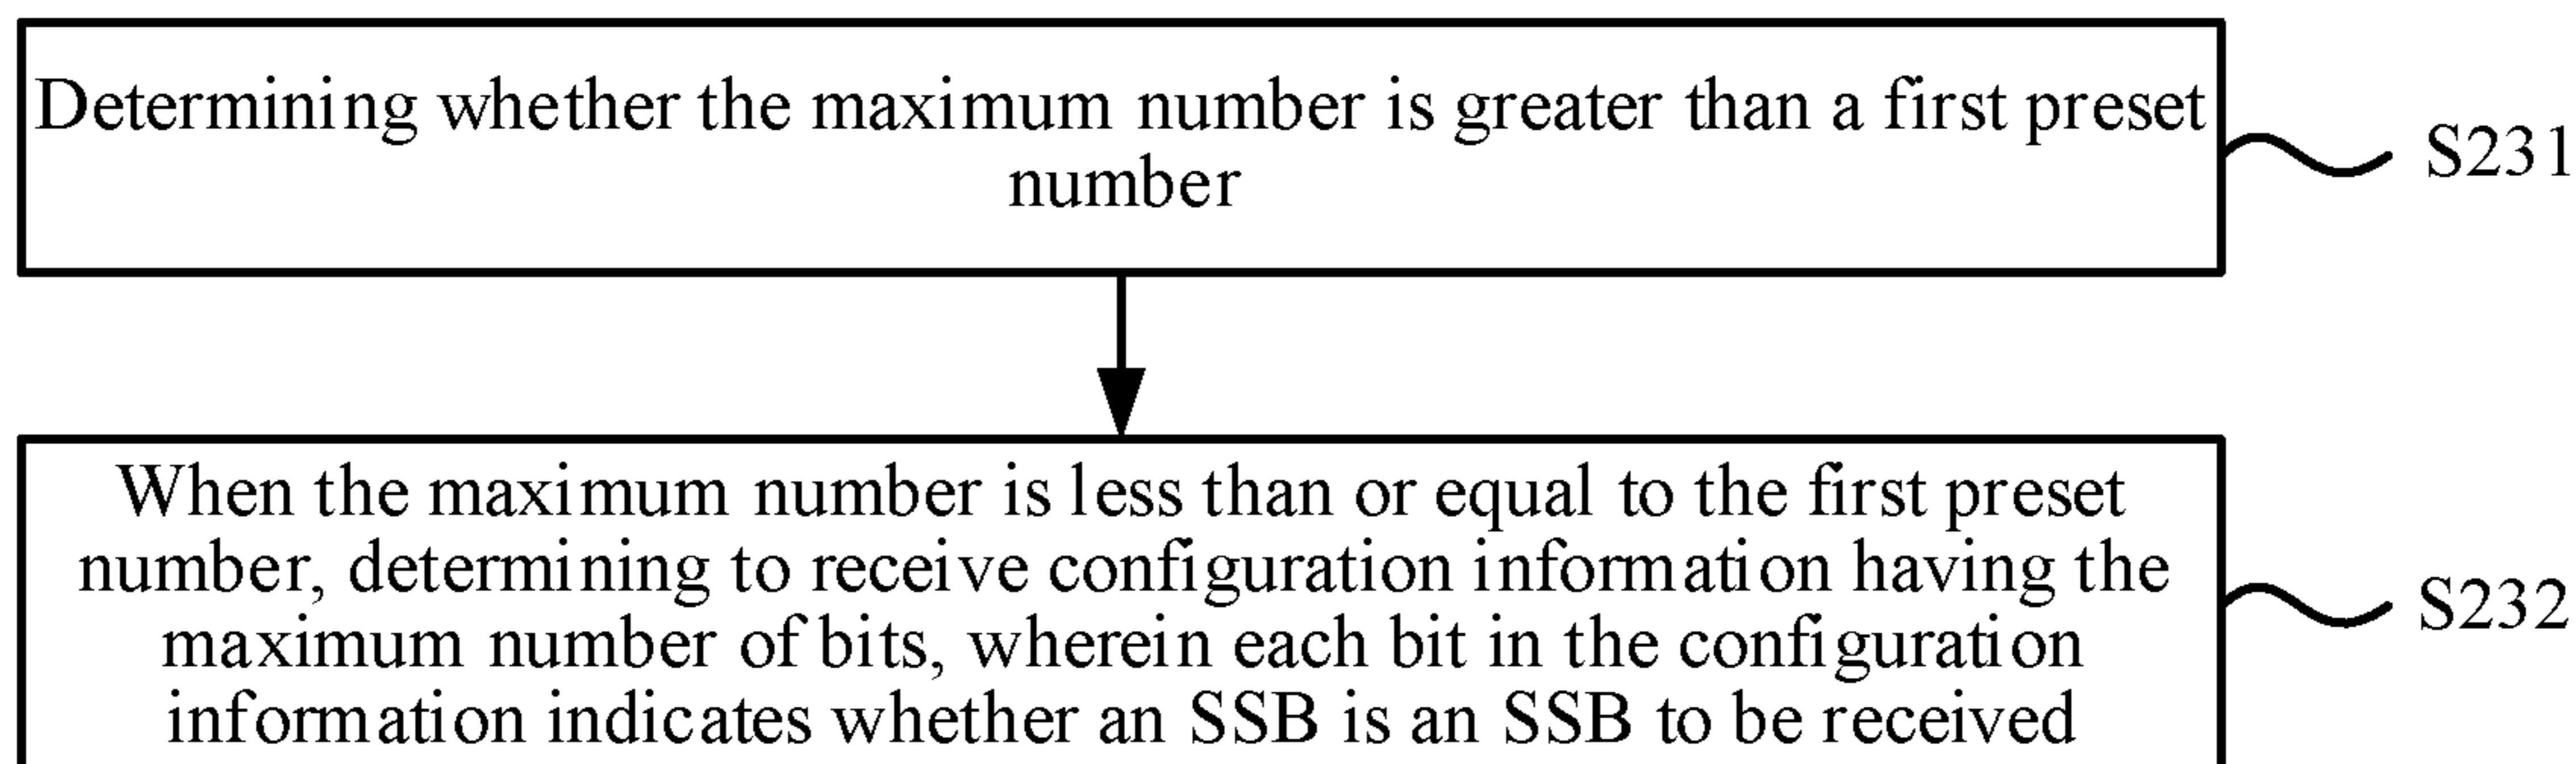 Determining whether the maximum number is greater than a first preset
number
S231
When the maximum number is less than or equal to the first preset
number, determining to receive configuration information having the
maximum number of bits, wherein each bit in the configuration
information indicates whether an SSB is an SSB to be received
S232